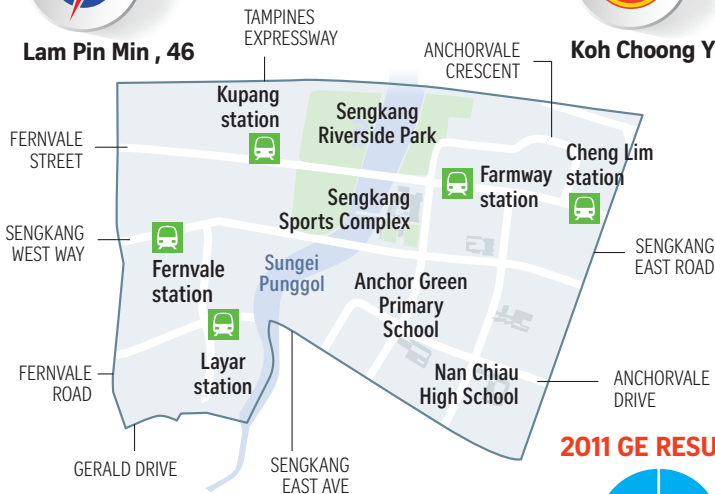 Lam Pin Min , 46
Koh Choong Y
TAMPINES
EXPRESSWAY
ANCHORVALE
CRESCENT
Kupang
station
Sengkang
Riverside Park
FERNVALE
STREET
Cheng Lim
station
Farmway
station
Sengkang
Sports Complex
SENGKANG
WEST WAY
SENGKANG
EAST ROAD
Fernvale
station
Sungei
Punggol
Anchor Green
Primary
School
Layar
station
Nan Chiau
High School
FERNVALE
ROAD
ANCHORVALE
DRIVE
GERALD DRIVE
SENGKANG
EAST AVE
2011 GE RESU